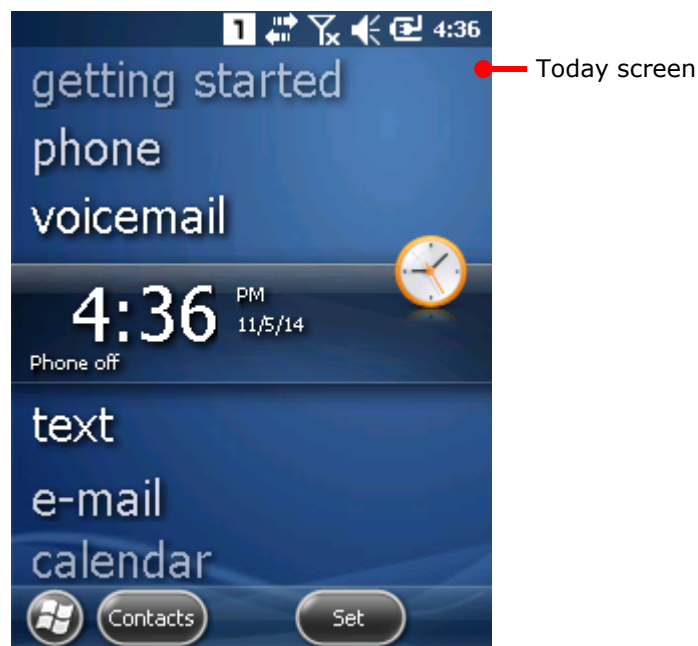 1 4:36
getting started
Today screen
phone
voicemail
4:36 PM
11/5/14
Phone off
text
e-mail
calendar
Contacts Set